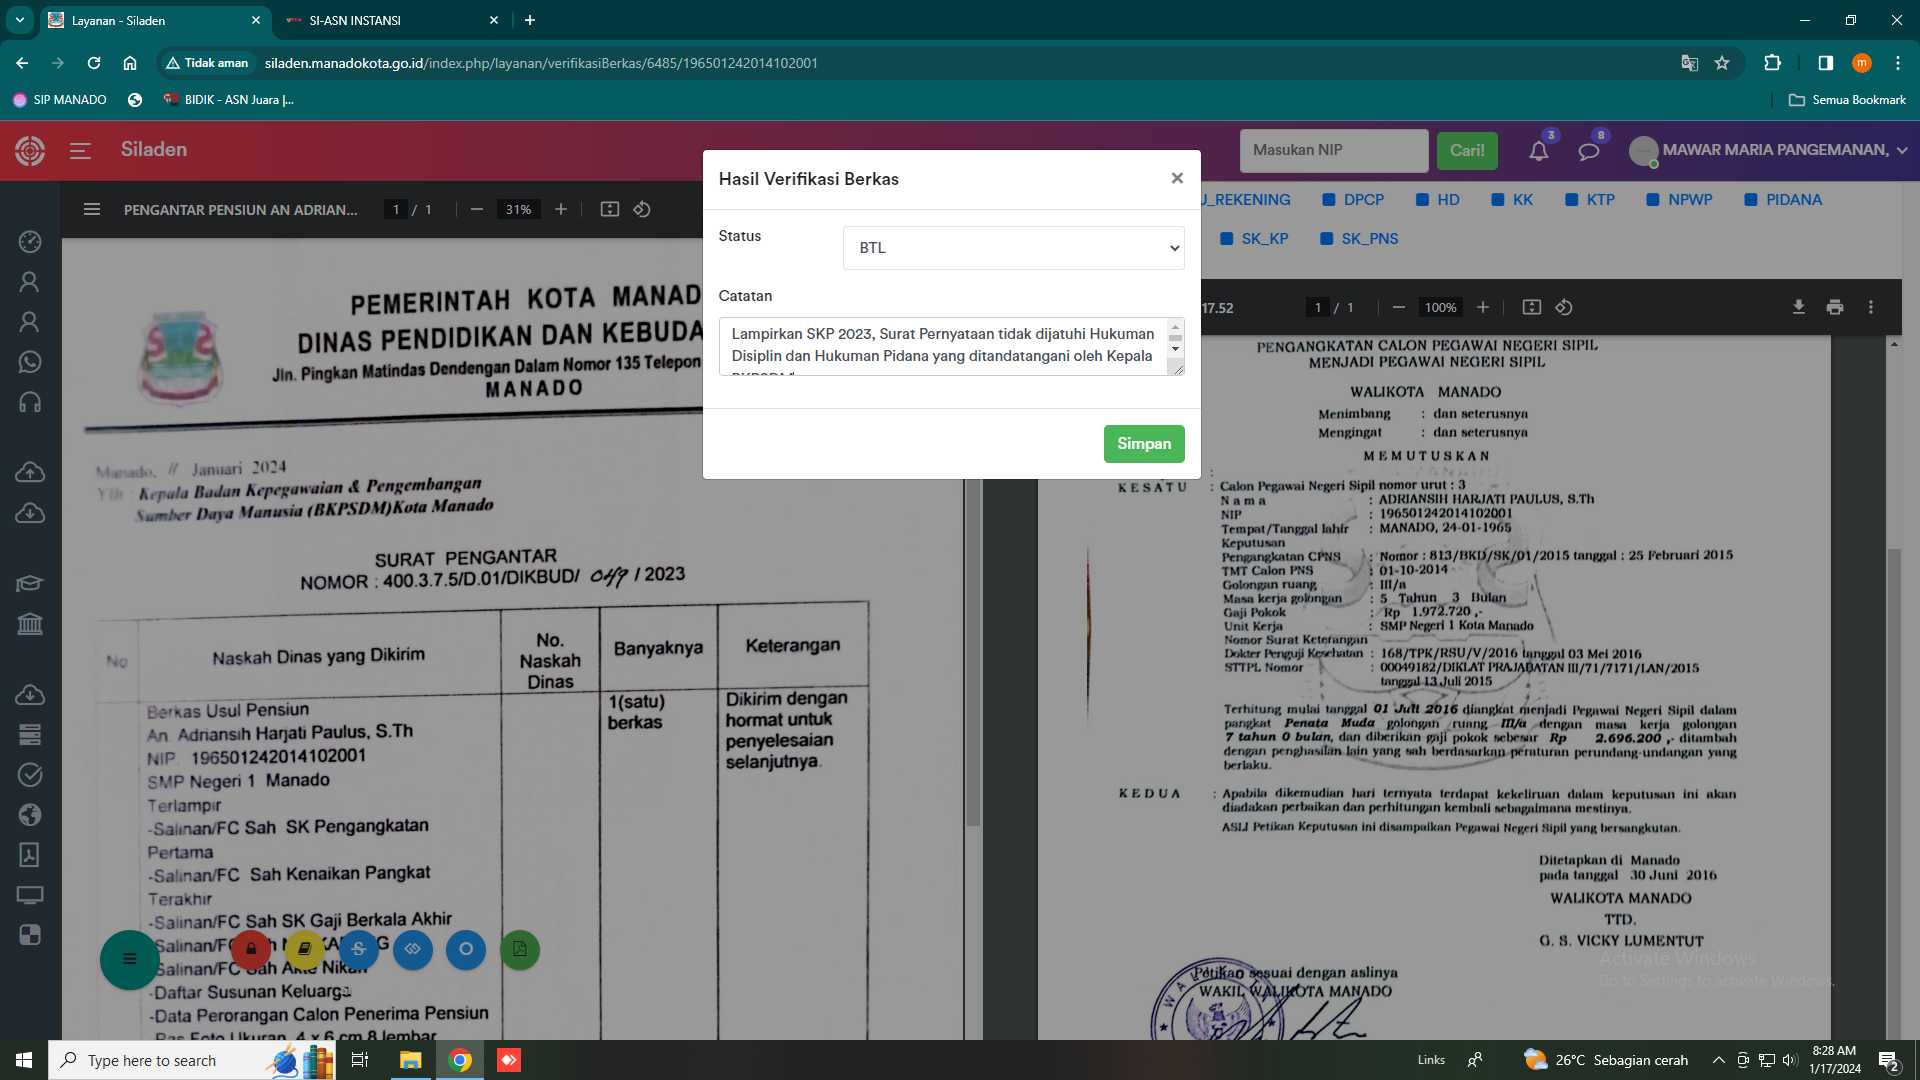 Layanan - Siladen
SI-ASN INSTANSI
Tidak aman
siladen.manadokota.go.id/index.php/layanan/verifikasiBerkas/6485/196501242014102001
m
SIP MANADO
BIDIK - ASN Juara |...
Semua Bookmark
Siladen
Masukan NIP
Cari!
3
8
MAWAR MARIA PANGEMANAN,
PENGANTAR PENSIUN AN ADRIAN...
1 / 1
31%
Hasil Verifikasi Berkas
Status
BTL
Catatan
Lampirkan SKP 2023, Surat Pernyataan tidak dijatuhi Hukuman
Disiplin dan Hukuman Pidana yang ditandatangani oleh Kepala
BKPSDM
Simpan
U_REKENING
DPCP
HD
KK
KTP
NPWP
PIDANA
SK_KP
SK_PNS
17.52
1 / 1
100%
PEMERINTAH KOTA MANAD
DINAS PENDIDIKAN DAN KEBUDA
Jln. Pingkan Matindas Dendengan Dalam Nomor 135 Telepon
MANADO
Manado, // Januari 2024
Yth : Kepala Badan Kepegawaian & Pengembangan
Sumber Daya Manusia (BKPSDM)Kota Manado
SURAT PENGANTAR
NOMOR : 400.3.7.5/D.01/DIKBUD/ 049 / 2023
No
Naskah Dinas yang Dikirim
No.
Naskah
Dinas
Banyaknya
Keterangan
Berkas Usul Pensiun
An. Adriansih Harjati Paulus, S.Th
NIP. 196501242014102001
SMP Negeri 1 Manado
Terlampir
-Salinan/FC Sah SK Pengangkatan
Pertama
-Salinan/FC Sah Kenaikan Pangkat
Terakhir
-Salinan/FC Sah SK Gaji Berkala Akhir
-Salinan/FC
-Salinan/FC Sah Akte Nikah
-Daftar Susunan Keluarga
-Data Perorangan Calon Penerima Pensiun
-Pas Foto Ukuran 4 x 6 cm 8 lembar
1(satu)
berkas
Dikirim dengan
hormat untuk
penyelesaian
selanjutnya.
PENGANGKATAN CALON PEGAWAI NEGERI SIPIL
MENJADI PEGAWAI NEGERI SIPIL
WALIKOTA MANADO
Menimbang : dan seterusnya
Mengingat : dan seterusnya
M E M U T U S K A N
:
K E S A T U : Calon Pegawai Negeri Sipil nomor urut : 3
N a m a : ADRIANSIH HARJATI PAULUS, S.Th
NIP : 196501242014102001
Tempat/Tanggal lahir : MANADO, 24-01-1965
Keputusan
Pengangkatan CPNS : Nomor : 813/BKD/SK/01/2015 tanggal : 25 Februari 2015
TMT Calon PNS : 01-10-2014
Golongan ruang : III/a
Masa kerja golongan : 5 Tahun 3 Bulan
Gaji Pokok : Rp 1.972.720 ,-
Unit Kerja : SMP Negeri 1 Kota Manado
Nomor Surat Keterangan
Dokter Penguji Kesehatan : 168/TPK/RSU/V/2016 tanggal 03 Mei 2016
STTPL Nomor : 00049182/DIKLAT PRAJABATAN III/71/7171/LAN/2015
tanggal 13 Juli 2015
Terhitung mulai tanggal 01 Juli 2016 diangkat menjadi Pegawai Negeri Sipil dalam
pangkat Penata Muda golongan ruang III/a dengan masa kerja golongan
7 tahun 0 bulan, dan diberikan gaji pokok sebesar Rp 2.696.200 ,- ditambah
dengan penghasilan lain yang sah berdasarkan peraturan perundang-undangan yang
berlaku.
K E D U A : Apabila dikemudian hari ternyata terdapat kekeliruan dalam keputusan ini akan
diadakan perbaikan dan perhitungan kembali sebagaimana mestinya.
ASLI Petikan Keputusan ini disampaikan Pegawai Negeri Sipil yang bersangkutan.
Ditetapkan di Manado
pada tanggal 30 Juni 2016
WALIKOTA MANADO
TTD.
G. S. VICKY LUMENTUT
Petikan sesuai dengan aslinya
WAKIL WALIKOTA MANADO
Activate Windows
Go to Settings to activate Windows.
Type here to search
Links
26°C Sebagian cerah
8:28 AM
1/17/2024
2